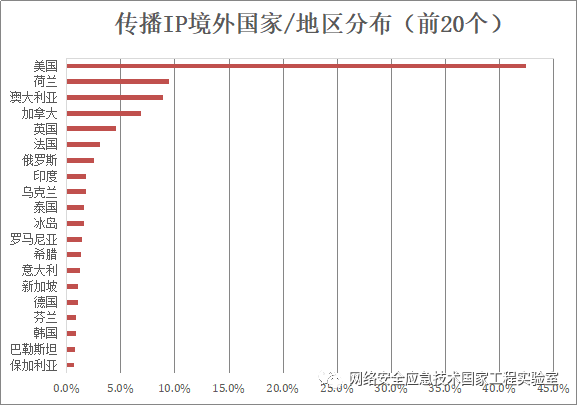 传播IP境外国家/地区分布（前20个）
美国
荷兰
澳大利亚
加拿大
英国
法国
俄罗斯
印度
乌克兰
泰国
冰岛
罗马尼亚
希腊
意大利
新加坡
德国
芬兰
韩国
巴勒斯坦
保加利亚
0.0% 5.0% 10.0% 15.0% 20.0% 25.0% 30.0% 35.0% 40.0% 45.0%
网络安全应急技术国家工程实验室